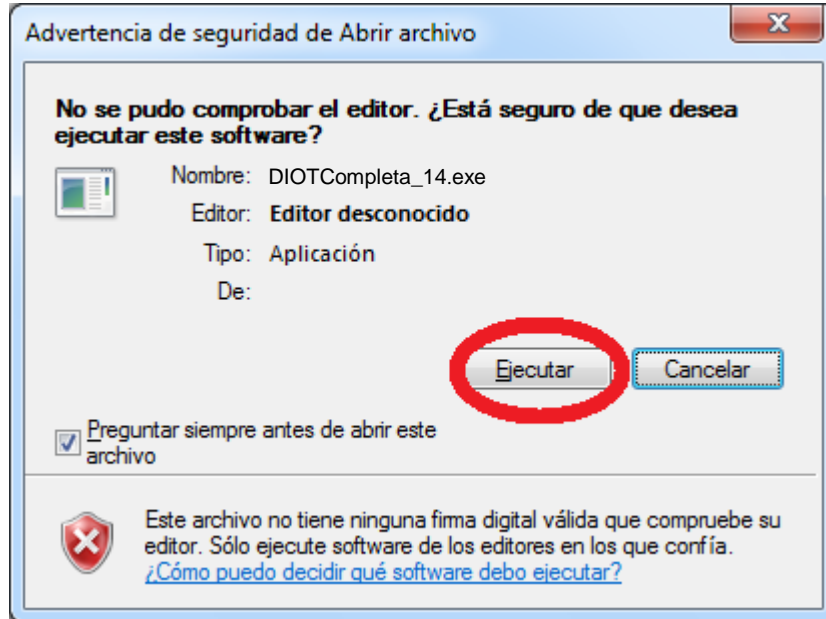 Advertencia de seguridad de Abrir archivo
No se pudo comprobar el editor. ¿Está seguro de que desea
ejecutar este software?
Nombre: DIOTCompleta_14.exe
Editor: Editor desconocido
Tipo: Aplicación
De:
Ejecutar Cancelar
Preguntar siempre antes de abrir este
archivo
Este archivo no tiene ninguna firma digital válida que compruebe su
editor. Sólo ejecute software de los editores en los que confía.
¿Cómo puedo decidir qué software debo ejecutar?